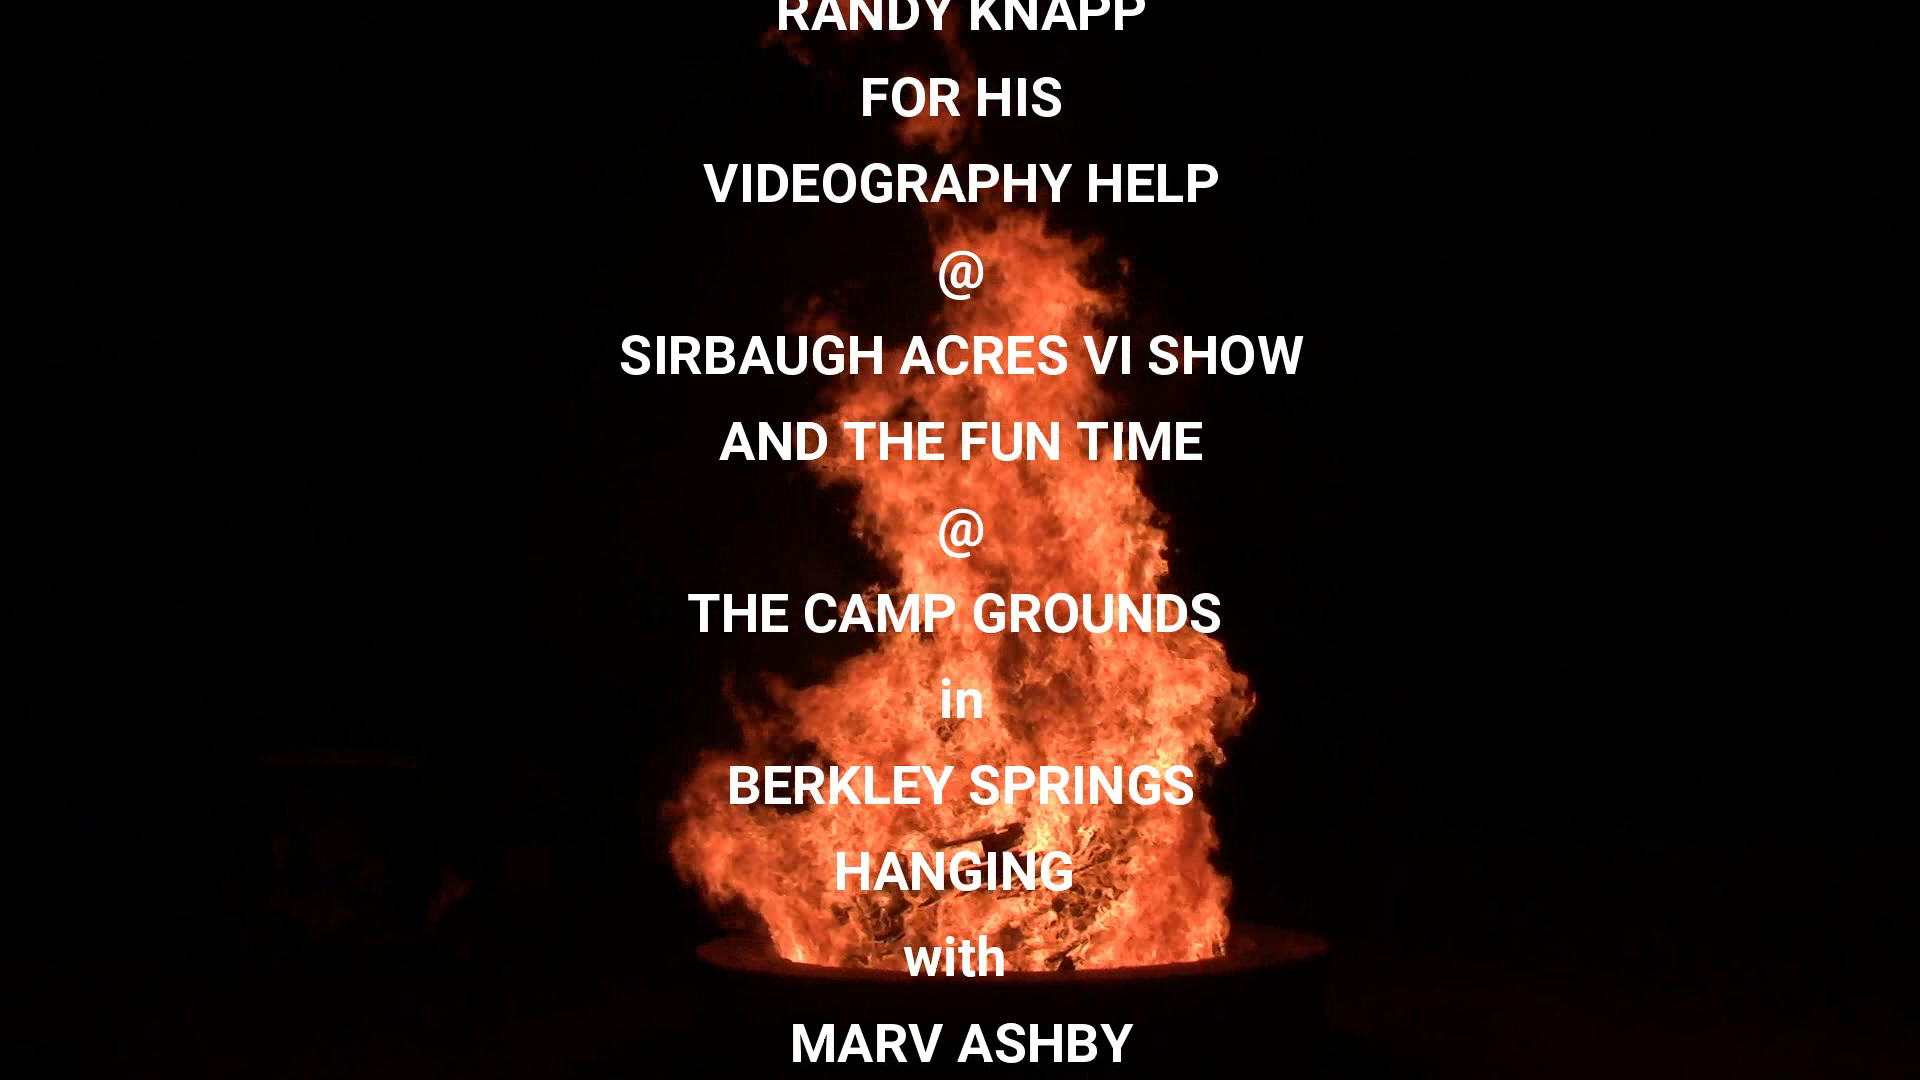 RANDY KNAPP
FOR HIS
VIDEOGRAPHY HELP
@
SIRBAUGH ACRES VI SHOW
AND THE FUN TIME
@
THE CAMP GROUNDS
in
BERKLEY SPRINGS
HANGING
with
MARV ASHBY